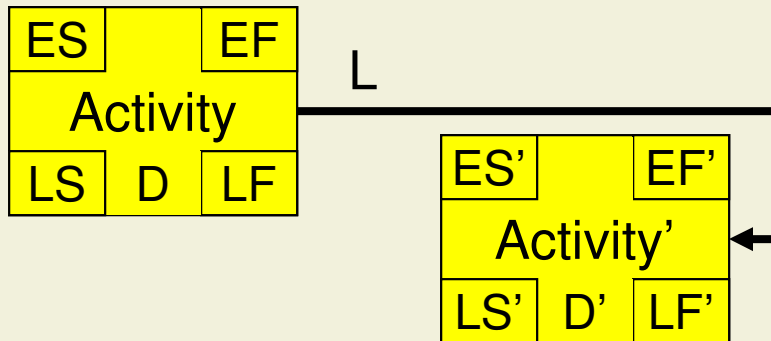 ES EF
Activity
LS D LF
L
ES’ EF’
Activity’
LS’ D’ LF’